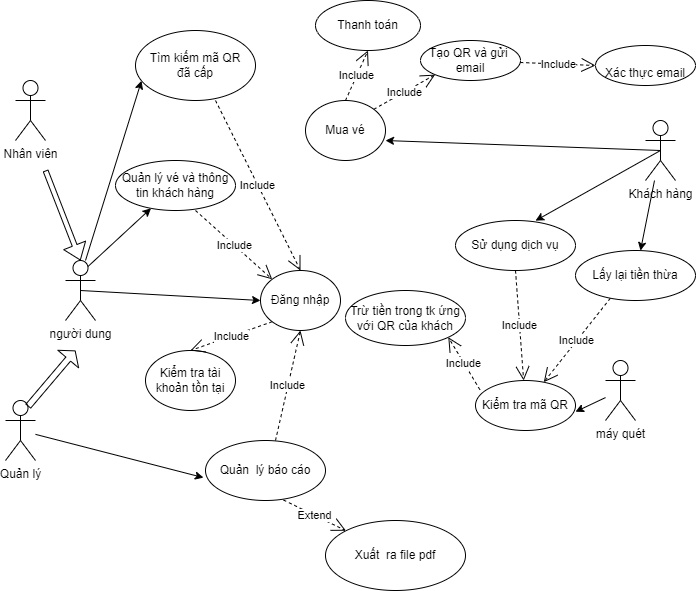 Thanh toán
Tìm kiếm mã QR
đã cấp
Tạo QR và gửi
email
Include
Xác thực email
Include
Include
Mua vé
Nhân viên
Quản lý vé và thông
tin khách hàng
Include
Khách hàng
Include
Sử dụng dịch vụ
Lấy lại tiền thừa
người dung
Đăng nhập
Trừ tiền trong tk ứng
với QR của khách
Include
Include
Include
Include
Kiểm tra tài
khoản tồn tại
Include
Kiểm tra mã QR
máy quét
Quản lý
Quản lý báo cáo
Extend
Xuất ra file pdf